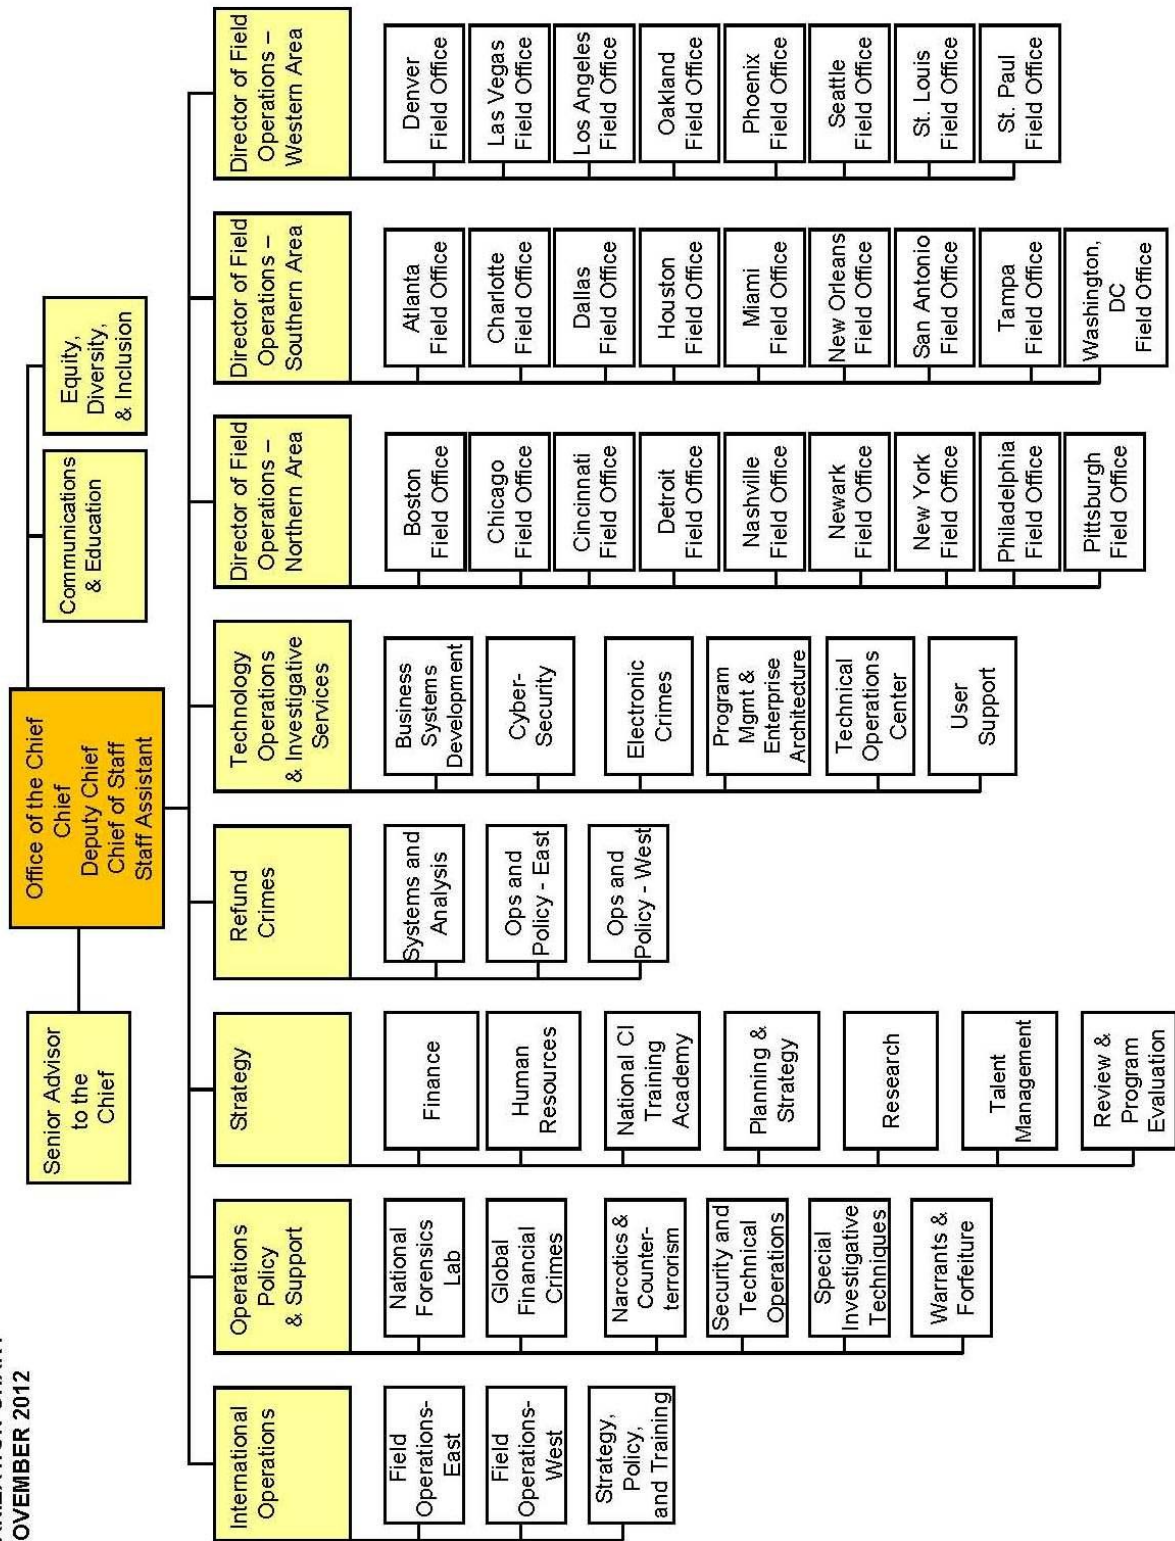 ANIZATION CHART
OVEMBER 2012
Office of the Chief
Chief
Deputy Chief
Chief of Staff
Staff Assistant
Senior Advisor
to the
Chief
Communications
& Education
Equity,
Diversity,
& Inclusion
International
Operations
Field
Operations-
East
Field
Operations-
West
Strategy,
Policy,
and Training
Operations
Policy
& Support
National
Forensics
Lab
Global
Financial
Crimes
Narcotics &
Counter-
terrorism
Security and
Technical
Operations
Special
Investigative
Techniques
Warrants &
Forfeiture
Strategy
Finance
Human
Resources
National CI
Training
Academy
Planning &
Strategy
Research
Talent
Management
Review &
Program
Evaluation
Refund
Crimes
Systems and
Analysis
Ops and
Policy - East
Ops and
Policy - West
Technology
Operations
& Investigative
Services
Business
Systems
Development
Cyber-
Security
Electronic
Crimes
Program
Mgmt &
Enterprise
Architecture
Technical
Operations
Center
User
Support
Director of Field
Operations –
Northern Area
Boston
Field Office
Chicago
Field Office
Cincinnati
Field Office
Detroit
Field Office
Nashville
Field Office
Newark
Field Office
New York
Field Office
Philadelphia
Field Office
Pittsburgh
Field Office
Director of Field
Operations –
Southern Area
Atlanta
Field Office
Charlotte
Field Office
Dallas
Field Office
Houston
Field Office
Miami
Field Office
New Orleans
Field Office
San Antonio
Field Office
Tampa
Field Office
Washington,
DC
Field Office
Director of Field
Operations –
Western Area
Denver
Field Office
Las Vegas
Field Office
Los Angeles
Field Office
Oakland
Field Office
Phoenix
Field Office
Seattle
Field Office
St. Louis
Field Office
St. Paul
Field Office